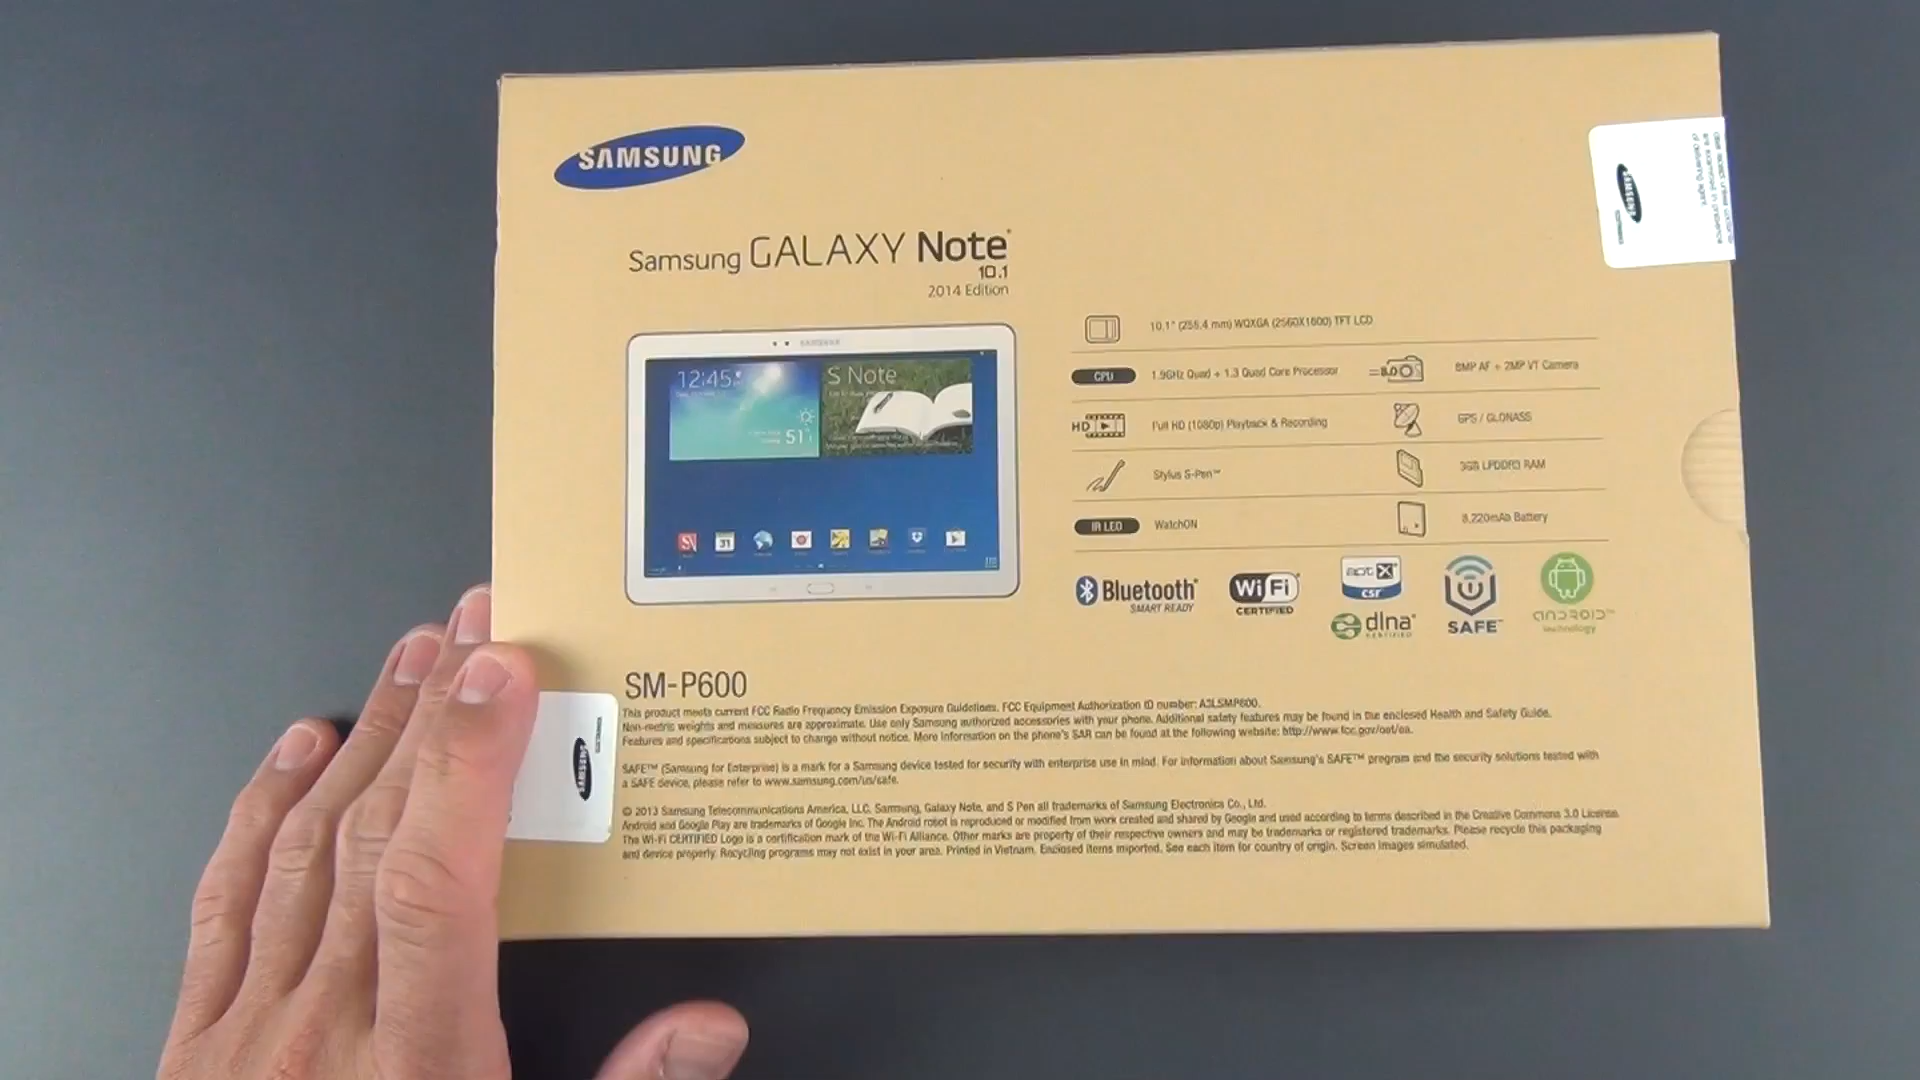 SAMSUNG
Samsung GALAXY Note
10.1
2014 Edition
SAMSUNG
12:45
S Note
51°
31
10.1" (255.4 mm) WQXGA (2560X1600) TFT LCD
CPU 1.9GHz Quad + 1.3 Quad Core Processor
8.0 8MP AF + 2MP VT Camera
HD Full HD (1080p) Playback & Recording
GPS / GLONASS
Stylus S-Pen™
3GB LPDDR3 RAM
IR LED WatchON
8,220mAh Battery
Bluetooth®
SMART READY
Wi Fi
CERTIFIED
aptX
csr
dlna
CERTIFIED
SAFE™
ANDROID™
technology
SM-P600
This product meets current FCC Radio Frequency Emission Exposure Guidelines. FCC Equipment Authorization ID number: A3LSMP600.
Non-metric weights and measures are approximate. Use only Samsung authorized accessories with your phone. Additional safety features may be found in the enclosed Health and Safety Guide.
Features and specifications subject to change without notice. More information on the phone's SAR can be found at the following website: http://www.fcc.gov/oet/ea.
SAFE™ (Samsung for Enterprise) is a mark for a Samsung device tested for security with enterprise use in mind. For information about Samsung's SAFE™ program and the security solutions tested with
a SAFE device, please refer to www.samsung.com/us/safe.
© 2013 Samsung Telecommunications America, LLC. Samsung, Galaxy Note, and S Pen all trademarks of Samsung Electronics Co., Ltd.
Android and Google Play are trademarks of Google Inc. The Android robot is reproduced or modified from work created and shared by Google and used according to terms described in the Creative Commons 3.0 License.
The Wi-Fi CERTIFIED Logo is a certification mark of the Wi-Fi Alliance. Other marks are property of their respective owners and may be trademarks or registered trademarks. Please recycle this packaging
and device properly. Recycling programs may not exist in your area. Printed in Vietnam. Enclosed items imported. See each item for country of origin. Screen images simulated.
SAMSUNG
SAMSUNG